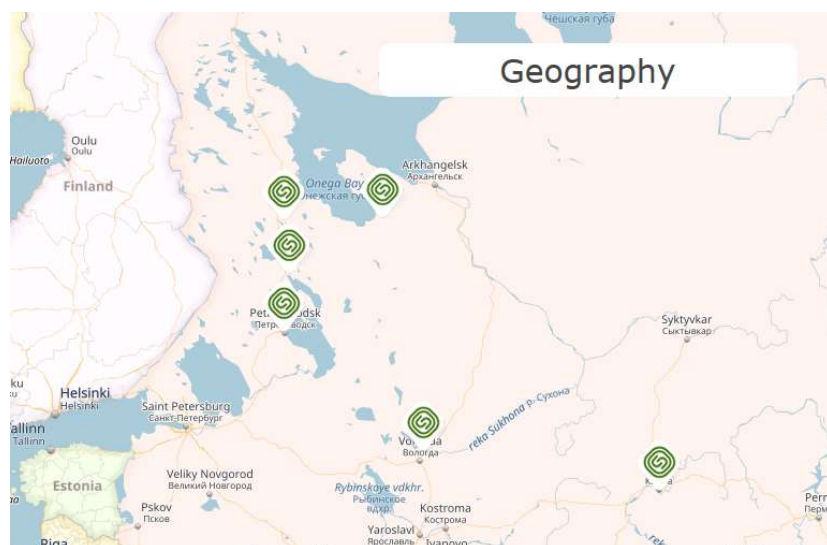 Чёшская губа
Geography
Oulu
Oulu
Hailuoto
Finland
Arkhangelsk
Архангельск
Onega Bay
Syktyvkar
Сыктывкар
Helsinki
Helsinki
Saint Petersburg
Санкт-Петербург
reka Sukhona р. Сухона
Tallinn
Вологда
Estonia
Veliky Novgorod
Великий Новгород
Rybinskoye vdkhr.
Рыбинское
вдхр.
Kostroma
Кострома
Pskov
Псков
Yaroslavl
Ярославль